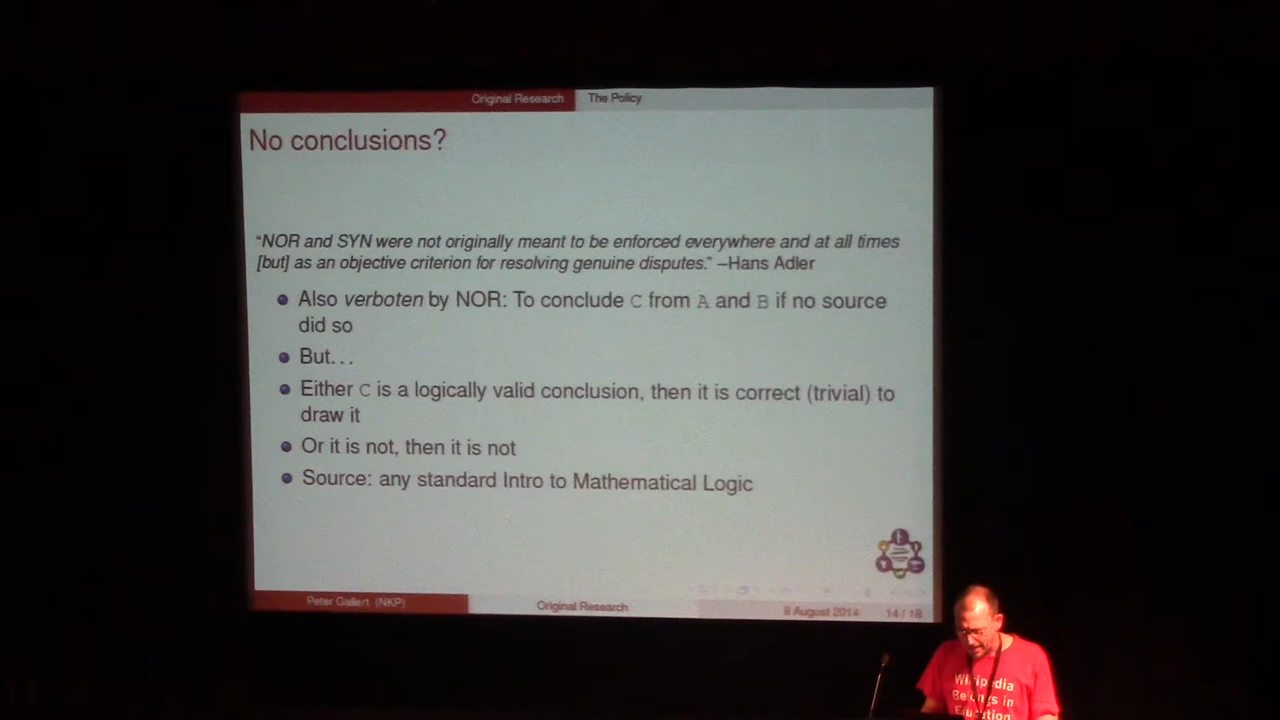 Original Research The Policy
No conclusions?
“NOR and SYN were not originally meant to be enforced everywhere and at all times
[but] as an objective criterion for resolving genuine disputes.” –Hans Adler
Also verboten by NOR: To conclude C from A and B if no source
did so
But...
Either C is a logically valid conclusion, then it is correct (trivial) to
draw it
Or it is not, then it is not
Source: any standard Intro to Mathematical Logic
Peter Gallert (NKP) Original Research 8 August 2014 14 / 18
Wikipedia
Belongs in
Education